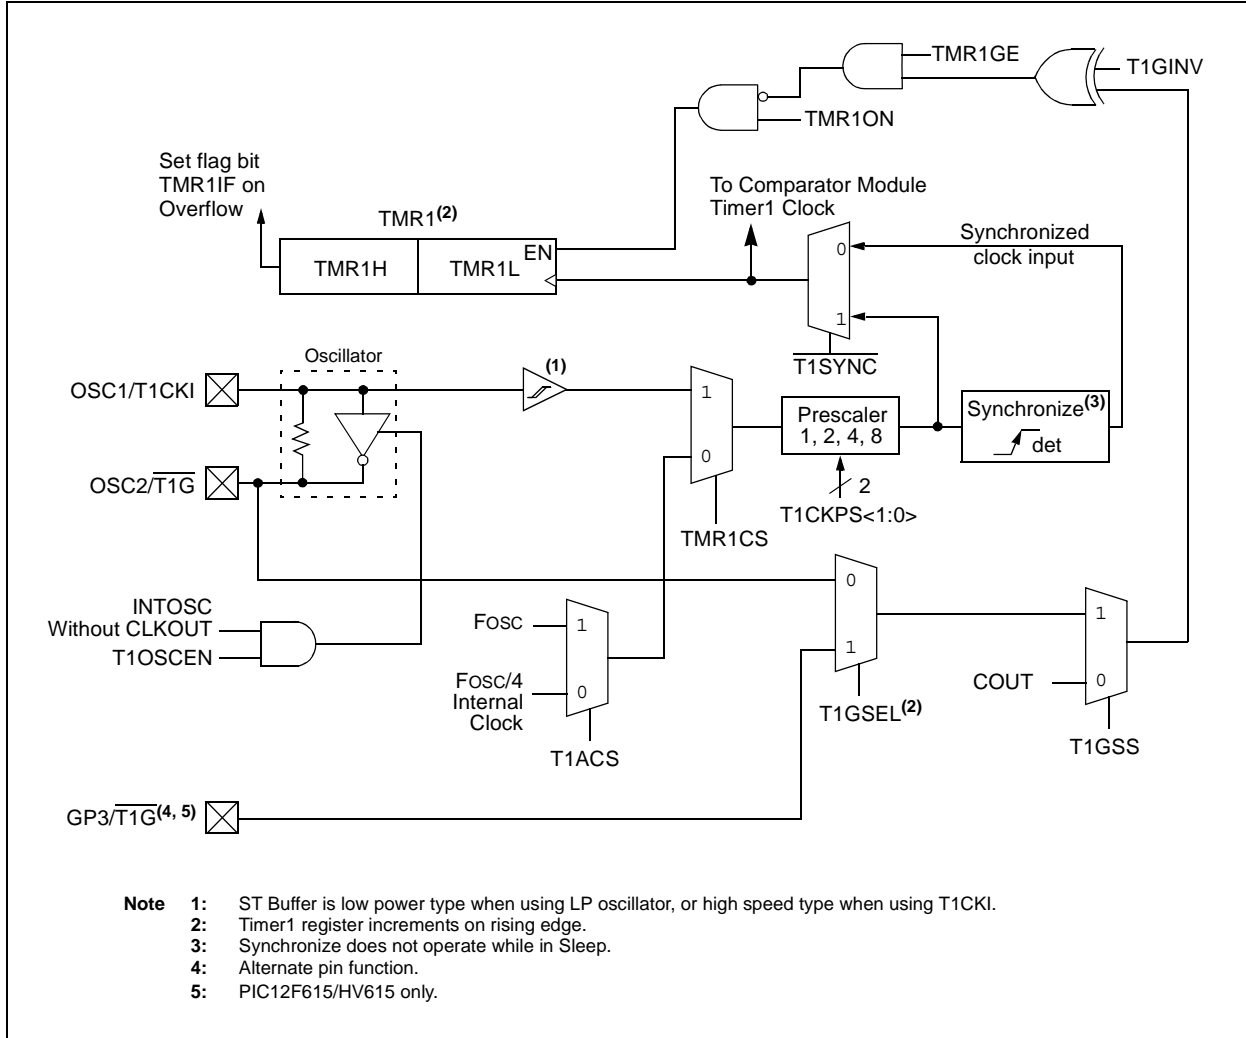 TMR1GE
T1GINV
TMR1ON
Set flag bit
TMR1IF on
Overflow
To Comparator Module
Timer1 Clock
TMR1(2)
EN
TMR1H
TMR1L
0
Synchronized
clock input
1
T1SYNC
Oscillator
(1)
OSC1/T1CKI
1
Prescaler
1, 2, 4, 8
Synchronize(3)
det
0
OSC2/T1G
2
T1CKPS<1:0>
TMR1CS
0
INTOSC
Without CLKOUT
T1OSCEN
FOSC
1
1
1
FOSC/4
Internal
Clock
0
COUT
0
T1GSEL(2)
T1GSS
T1ACS
GP3/T1G(4, 5)
Note 1: ST Buffer is low power type when using LP oscillator, or high speed type when using T1CKI.
2: Timer1 register increments on rising edge.
3: Synchronize does not operate while in Sleep.
4: Alternate pin function.
5: PIC12F615/HV615 only.